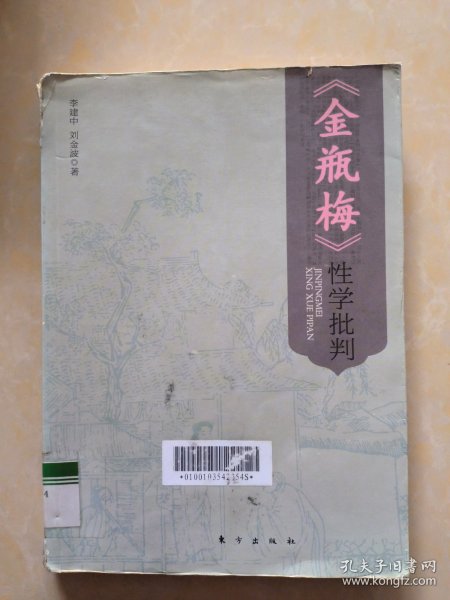 《金瓶梅》
性学批判
JINPINGMEI
XING XUE PIPAN
李建中 刘金波◎著
东方出版社
4
孔夫子旧书网
www.kongfz.com